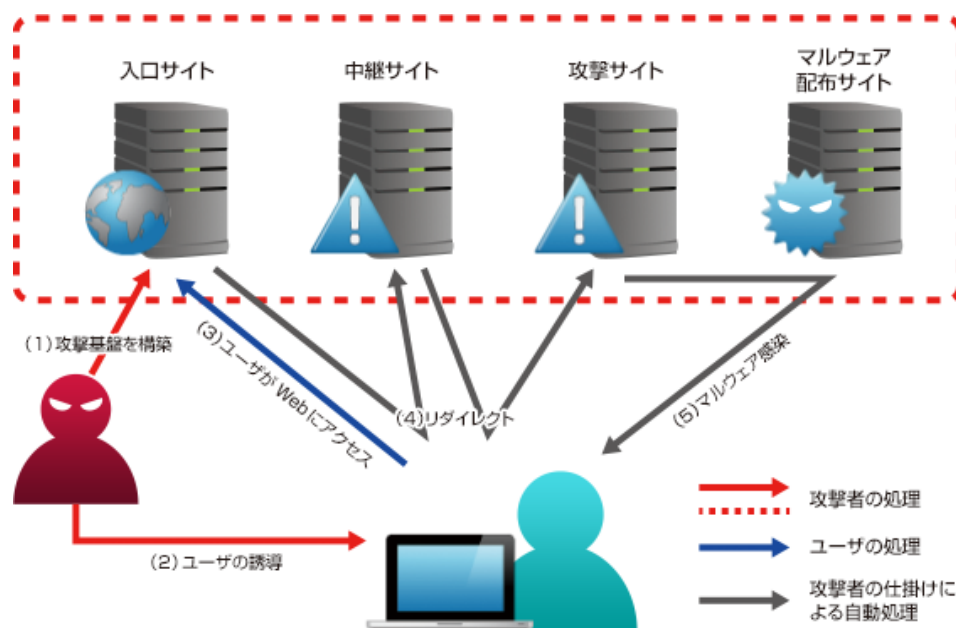 入口サイト
中継サイト
攻撃サイト
マルウェア
配布サイト
(1)攻撃基盤を構築
(3)ユーザがWebにアクセス
(4)リダイレクト
(5)マルウェア感染
(2)ユーザの誘導
攻撃者の処理
ユーザの処理
攻撃者の仕掛けに
よる自動処理